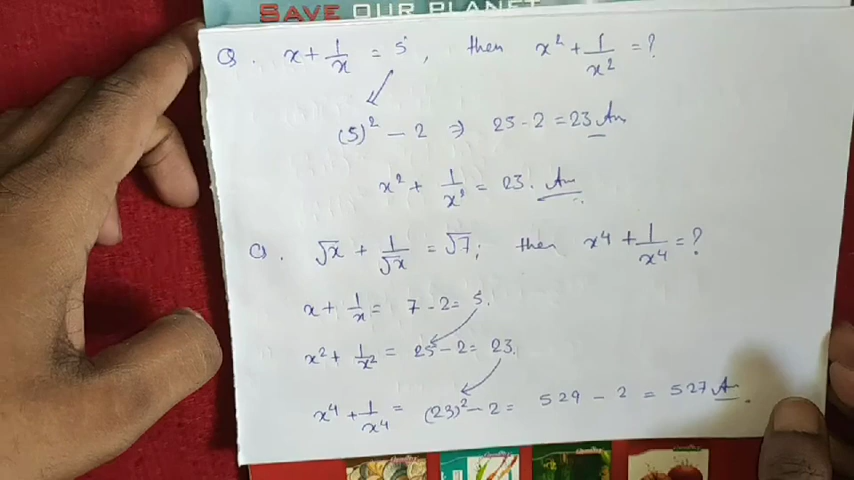 SAVE OUR PLANET
Q. x + 1/x = 5, then x² + 1/x² = ?
(5)² - 2 ⇒ 25 - 2 = 23 Ans
x² + 1/x² = 23. Ans
Q. √x + 1/√x = √7; then x⁴ + 1/x⁴ = ?
x + 1/x = 7 - 2 = 5.
x² + 1/x² = 25 - 2 = 23.
x⁴ + 1/x⁴ = (23)² - 2 = 529 - 2 = 527 Ans.